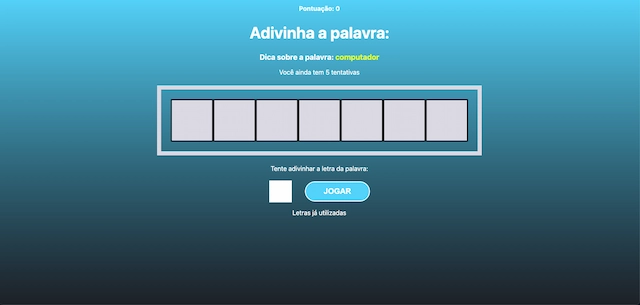 Pontuação: 0
Adivinha a palavra:
Dica sobre a palavra: computador
Você ainda tem 5 tentativas
Tente adivinhar a letra da palavra:
JOGAR
Letras já utilizadas